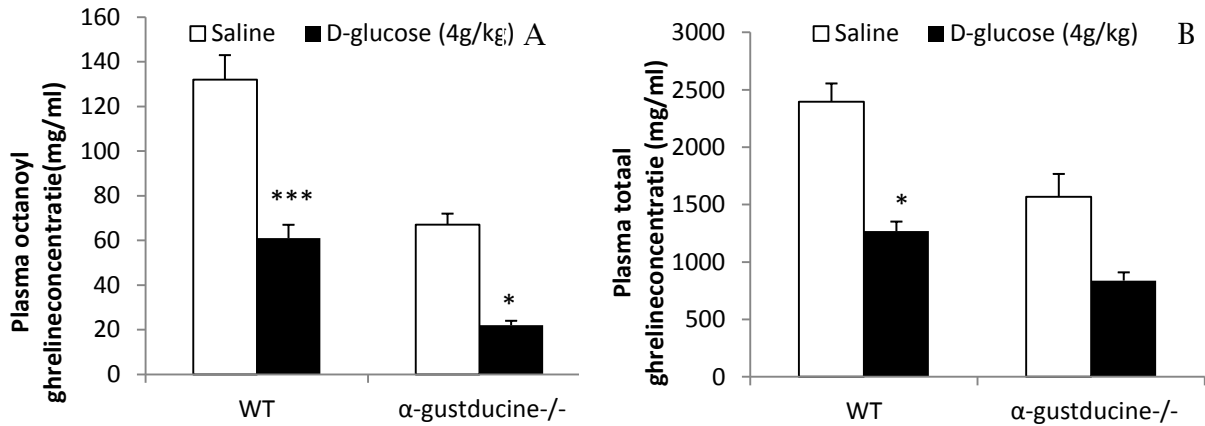 160
140
120
100
80
60
40
20
0
Plasma octanoyl
ghrelineconcentratie(mg/ml)
Saline D-glucose (4g/kg) A
***
*
WT α-gustducine-/-
3000
2500
2000
1500
1000
500
0
Plasma totaal
ghrelineconcentratie (mg/ml)
Saline D-glucose (4g/kg) B
*
WT α-gustducine-/-